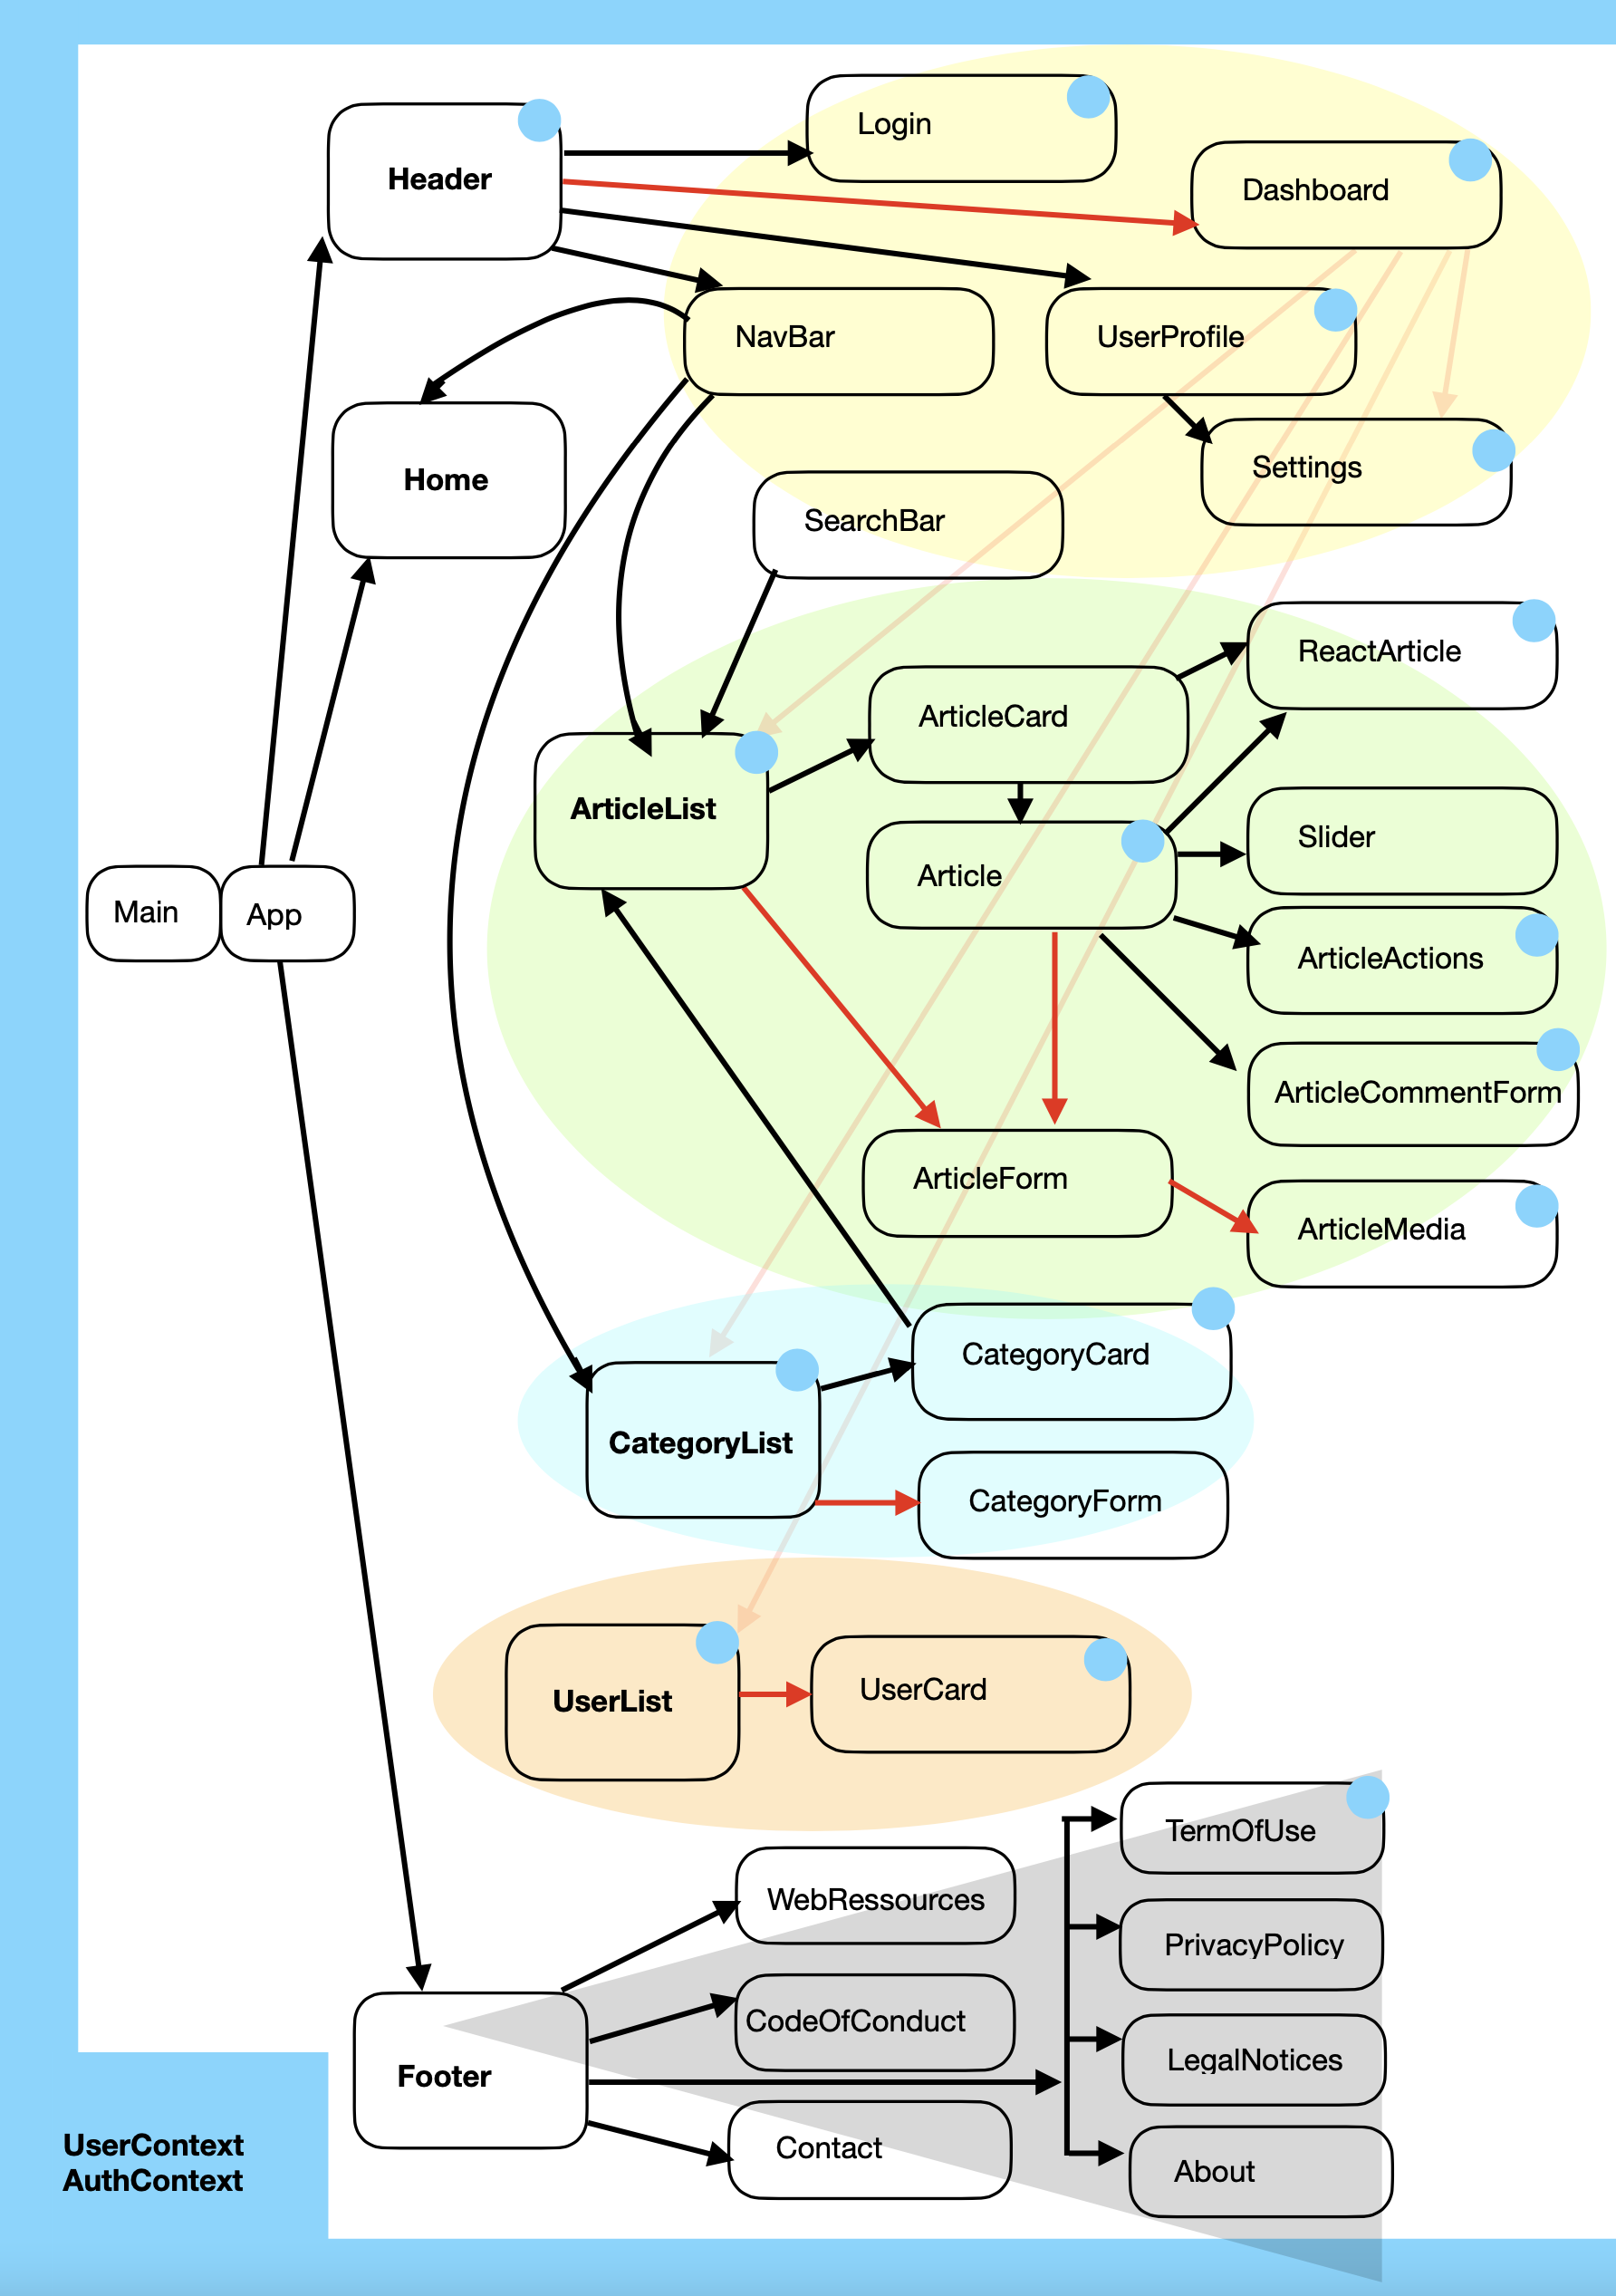 Login
Header
Dashboard
NavBar
UserProfile
Home
Settings
SearchBar
ReactArticle
ArticleCard
ArticleList
Slider
Article
Main
App
ArticleActions
ArticleCommentForm
ArticleForm
ArticleMedia
CategoryCard
CategoryList
CategoryForm
UserList
UserCard
TermOfUse
WebRessources
PrivacyPolicy
CodeOfConduct
LegalNotices
Footer
Contact
About
UserContext
AuthContext